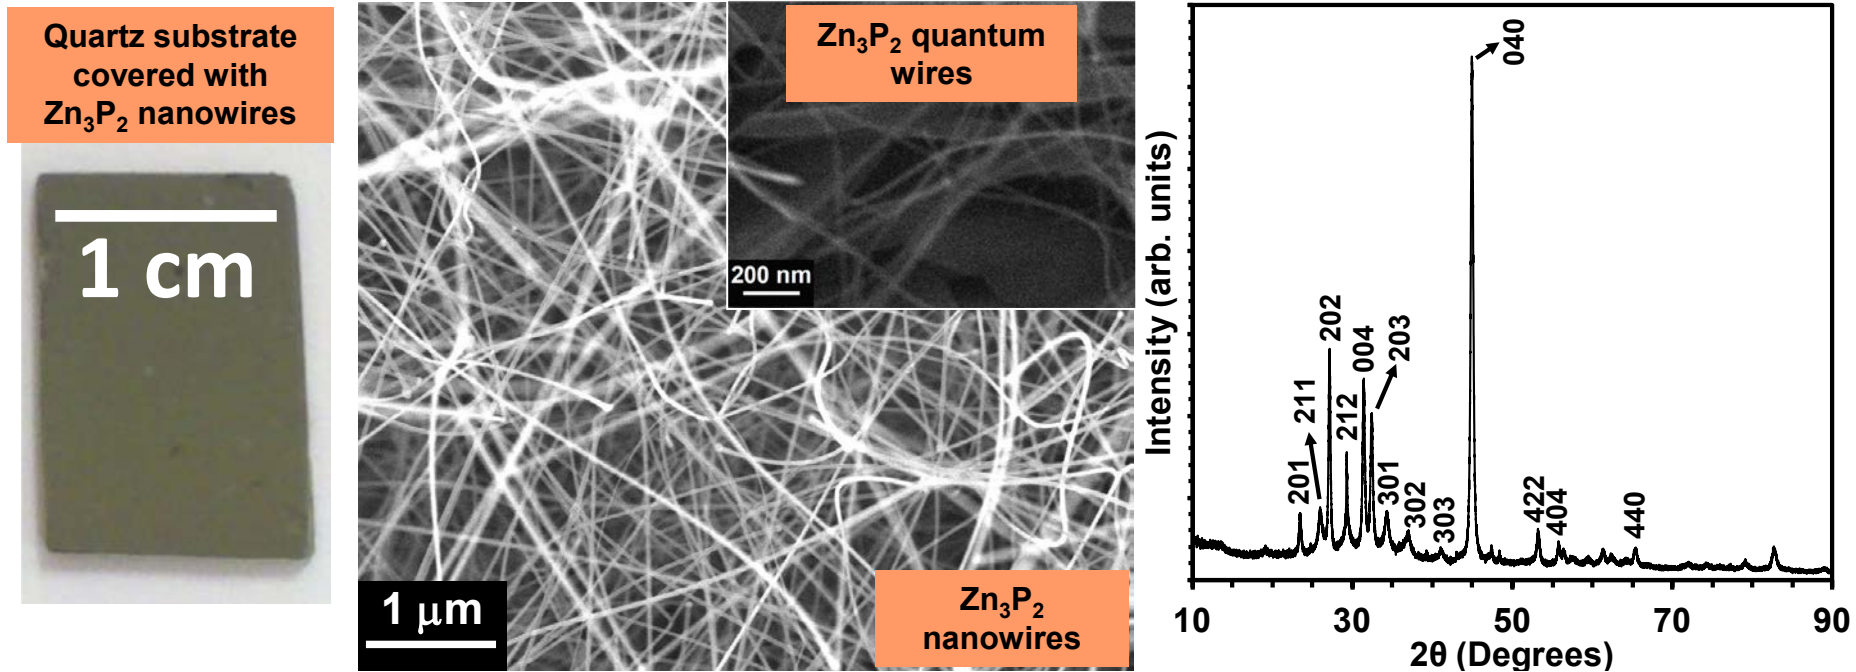 Quartz substrate
covered with
Zn₃P₂ nanowires
1 cm
Zn₃P₂ quantum
wires
200 nm
1 μm
Zn₃P₂
nanowires
Intensity (arb. units)
201
211
202
212
004
203
301
302
303
040
422
404
440
10
30
50
70
90
2θ (Degrees)